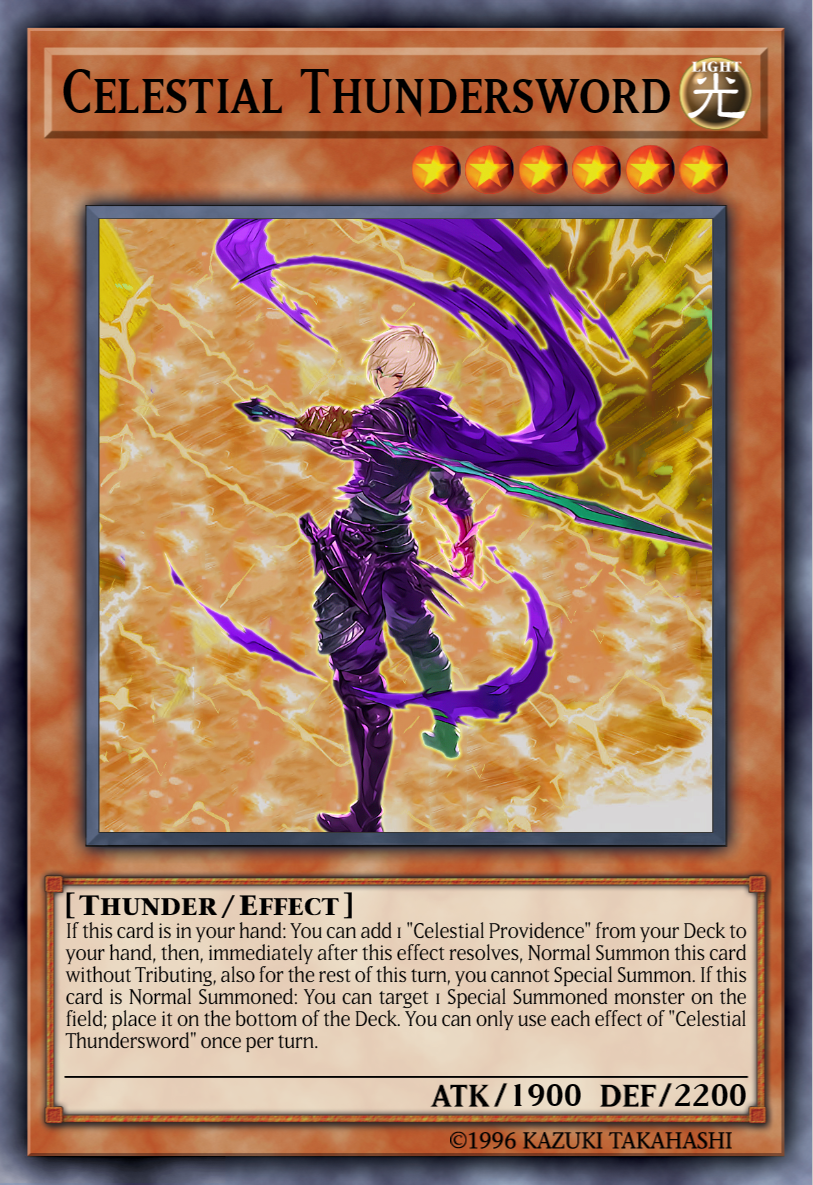 Celestial Thundersword
LIGHT
光
[Thunder/Effect]
If this card is in your hand: You can add 1 "Celestial Providence" from your Deck to
your hand, then, immediately after this effect resolves, Normal Summon this card
without Tributing, also for the rest of this turn, you cannot Special Summon. If this
card is Normal Summoned: You can target 1 Special Summoned monster on the
field; place it on the bottom of the Deck. You can only use each effect of "Celestial
Thundersword" once per turn.
ATK/1900 DEF/2200
©1996 KAZUKI TAKAHASHI